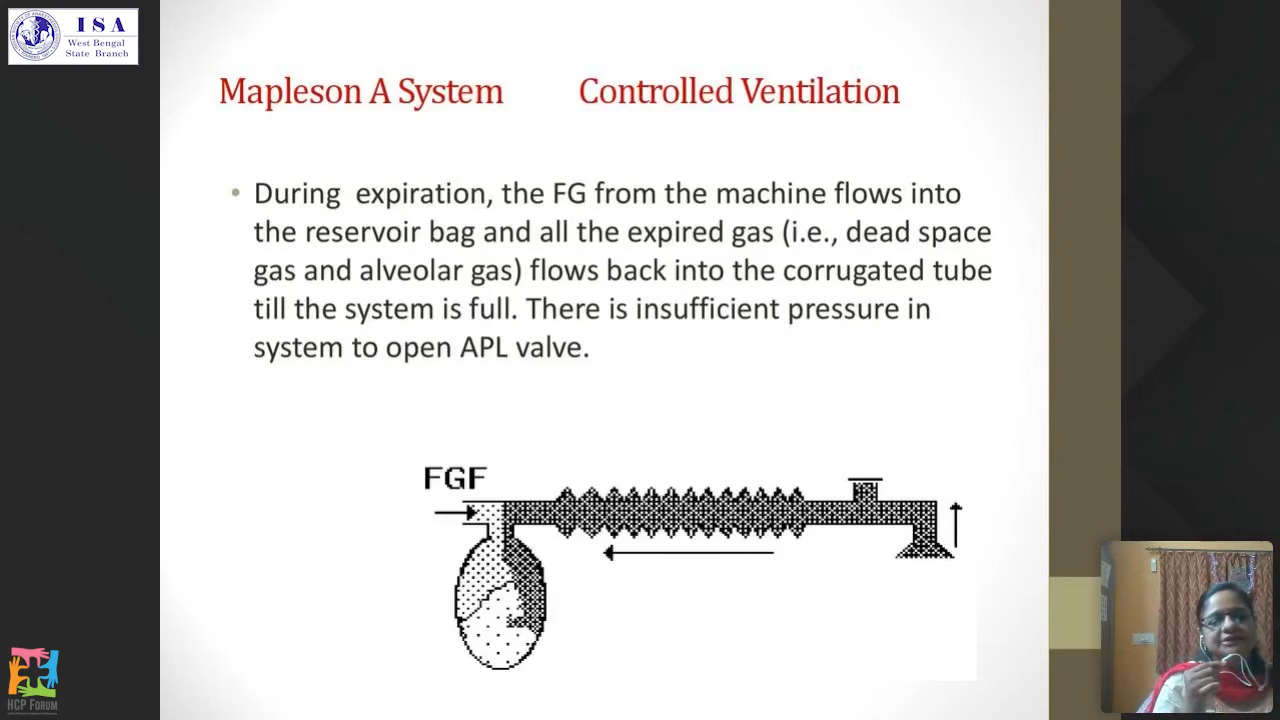 I S A
West Bengal
State Branch
Mapleson A System Controlled Ventilation
• During expiration, the FG from the machine flows into
the reservoir bag and all the expired gas (i.e., dead space
gas and alveolar gas) flows back into the corrugated tube
till the system is full. There is insufficient pressure in
system to open APL valve.
FGF
HCP FORUM